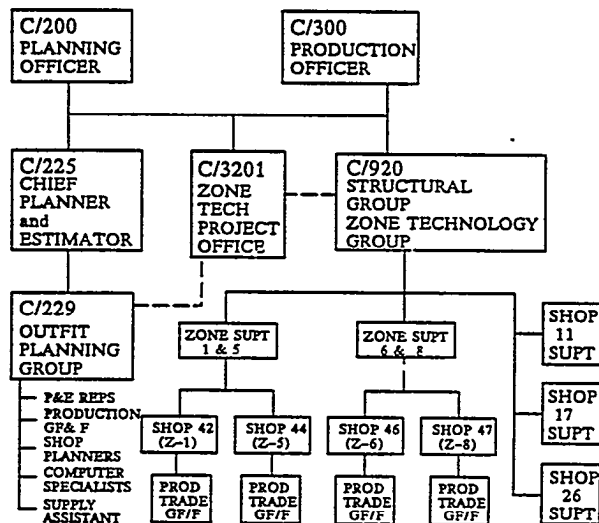 C/200
PLANNING
OFFICER
C/300
PRODUCTION
OFFICER
C/225
CHIEF
PLANNER
and
ESTIMATOR
C/3201
ZONE
TECH
PROJECT
OFFICE
C/920
STRUCTURAL
GROUP
ZONE TECHNOLOGY
GROUP
C/229
OUTFIT
PLANNING
GROUP
P&E REPS
PRODUCTION
GP& F
SHOP
PLANNERS
COMPUTER
SPECIALISTS
SUPPLY
ASSISTANT
ZONE SUPT
1 & 5
ZONE SUPT
6 & 8
SHOP 42
(Z-1)
SHOP 44
(Z-5)
SHOP 46
(Z-6)
SHOP 47
(Z-8)
PROD
TRADE
GF/F
PROD
TRADE
GF/F
PROD
TRADE
GF/F
PROD
TRADE
GF/F
SHOP
11
SUPT
SHOP
17
SUPT
SHOP
26
SUPT